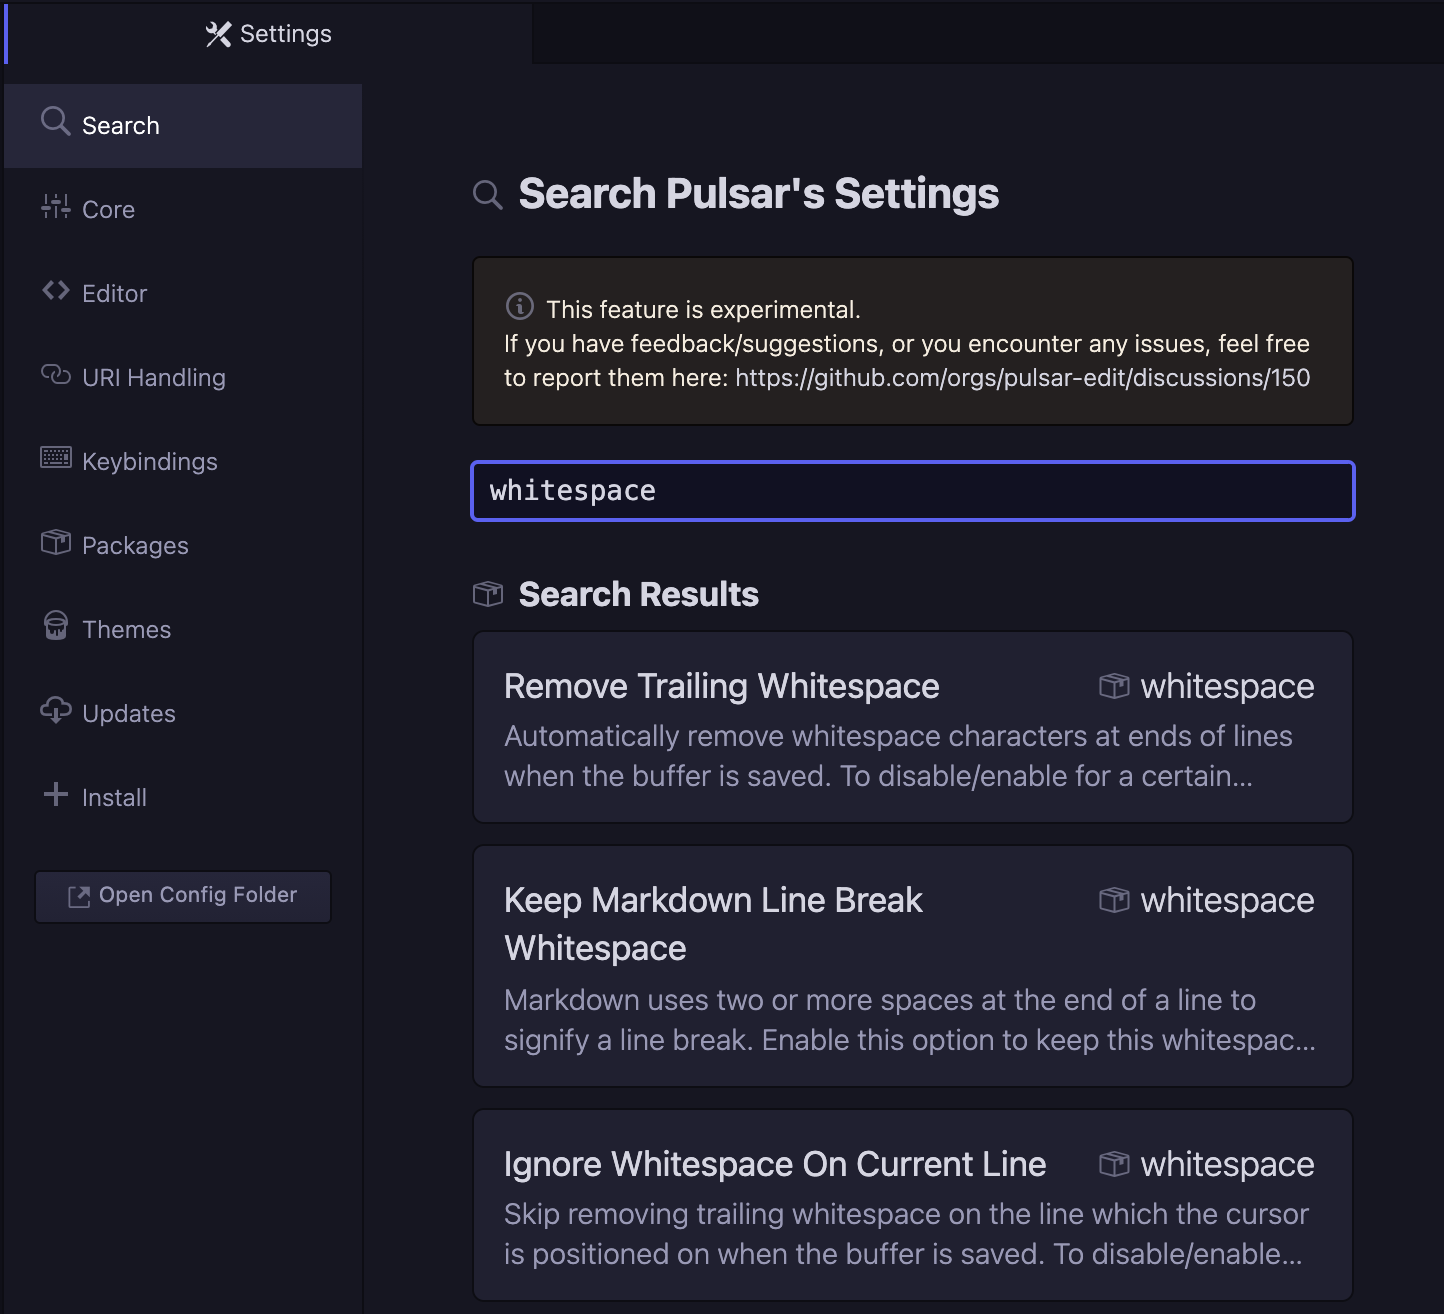 Settings
Search
Core
Editor
URI Handling
Keybindings
Packages
Themes
Updates
Install
Open Config Folder
Search Pulsar's Settings
This feature is experimental.
If you have feedback/suggestions, or you encounter any issues, feel free
to report them here: https://github.com/orgs/pulsar-edit/discussions/150
whitespace
Search Results
Remove Trailing Whitespace
whitespace
Automatically remove whitespace characters at ends of lines
when the buffer is saved. To disable/enable for a certain...
Keep Markdown Line Break
Whitespace
whitespace
Markdown uses two or more spaces at the end of a line to
signify a line break. Enable this option to keep this whitespac...
Ignore Whitespace On Current Line
whitespace
Skip removing trailing whitespace on the line which the cursor
is positioned on when the buffer is saved. To disable/enable...